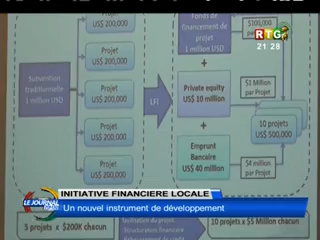 Projet
US$ 200,000
Projet
US$ 200,000
Projet
US$ 200,000
Projet
US$ 200,000
Projet
US$ 200,000
Subvention
traditionnelle
1 million USD
LFI
Fonds de
financement de
projet
1 million USD
Private equity
US$ 10 million
Emprunt
Bancaire
US$ 40 million
$100,000
par
$1 Million
par Projet
$4 million
par Projet
10 projets
US$ 500,000
RTG
21 28
INITIATIVE FINANCIERE LOCALE
Un nouvel instrument de développement
LE JOURNAL
5 projets x $200K chacun
Structuration financière
10 projets x $5 Million chacun